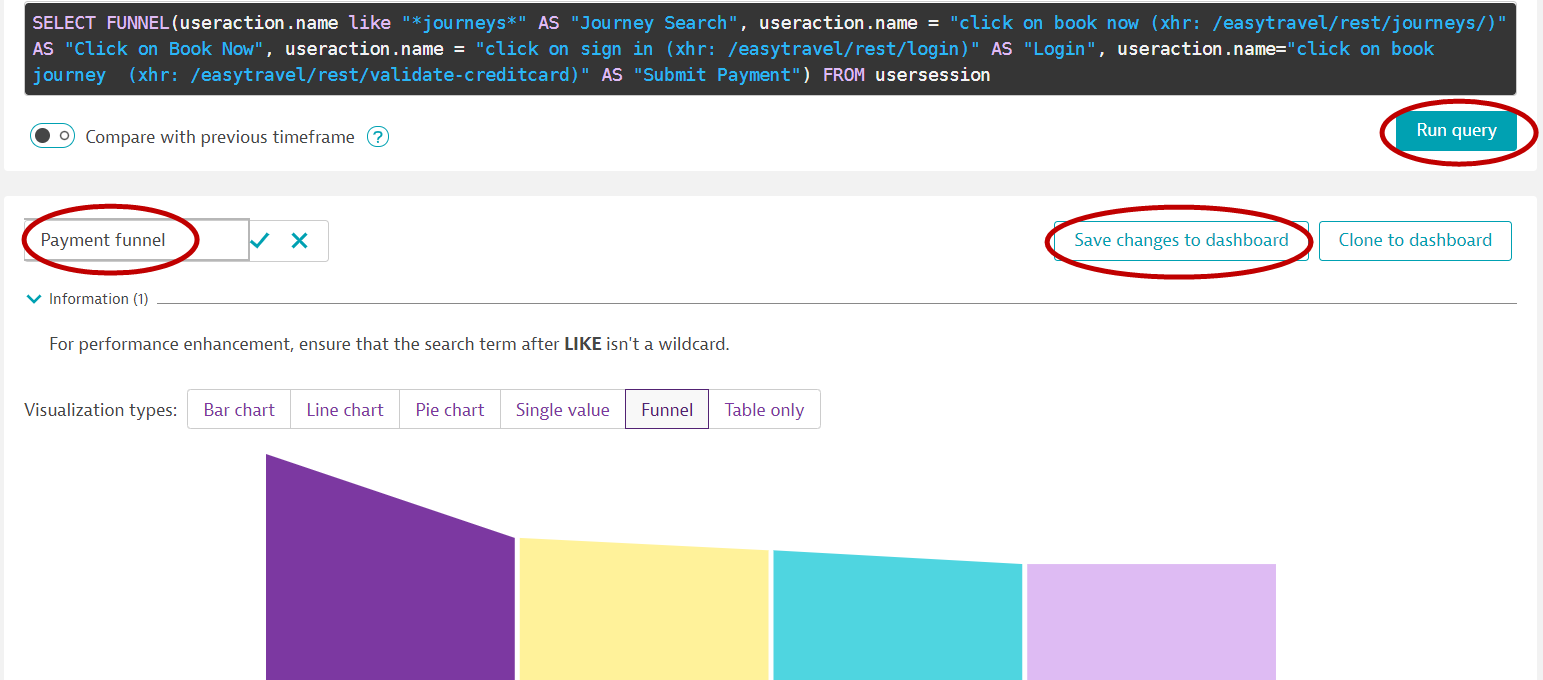 SELECT FUNNEL(useraction.name like "*journeys*" AS "Journey Search", useraction.name = "click on book now (xhr: /easytravel/rest/journeys/)"
AS "Click on Book Now", useraction.name = "click on sign in (xhr: /easytravel/rest/login)" AS "Login", useraction.name="click on book
journey  (xhr: /easytravel/rest/validate-creditcard)" AS "Submit Payment") FROM usersession
Compare with previous timeframe ?
Run query
Payment funnel
Save changes to dashboard
Clone to dashboard
Information (1)
For performance enhancement, ensure that the search term after LIKE isn't a wildcard.
Visualization types: Bar chart Line chart Pie chart Single value Funnel Table only